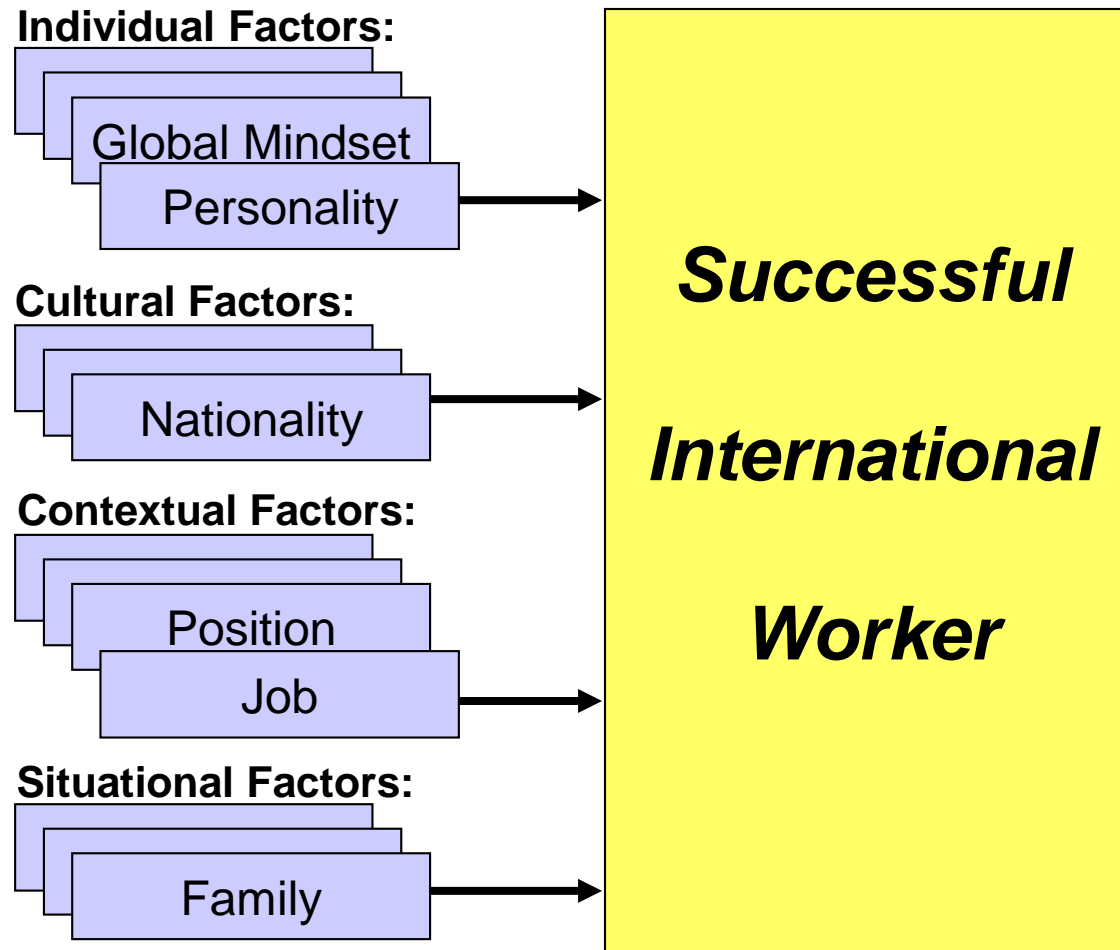 Individual Factors:
Global Mindset
Personality
Cultural Factors:
Nationality
Contextual Factors:
Position
Job
Situational Factors:
Family
Successful
International
Worker